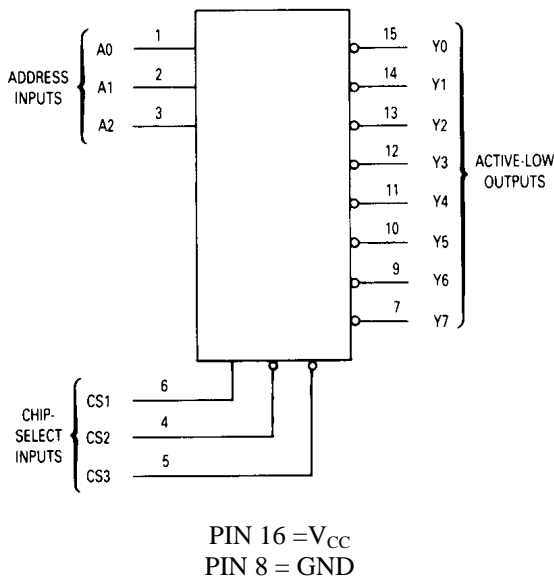 A0 1
A1 2
A2 3
ADDRESS
INPUTS
15 Y0
14 Y1
13 Y2
12 Y3
11 Y4
10 Y5
9 Y6
7 Y7
ACTIVE-LOW
OUTPUTS
CHIP-
SELECT
INPUTS
CS1 6
CS2 4
CS3 5
PIN 16 =VCC
PIN 8 = GND